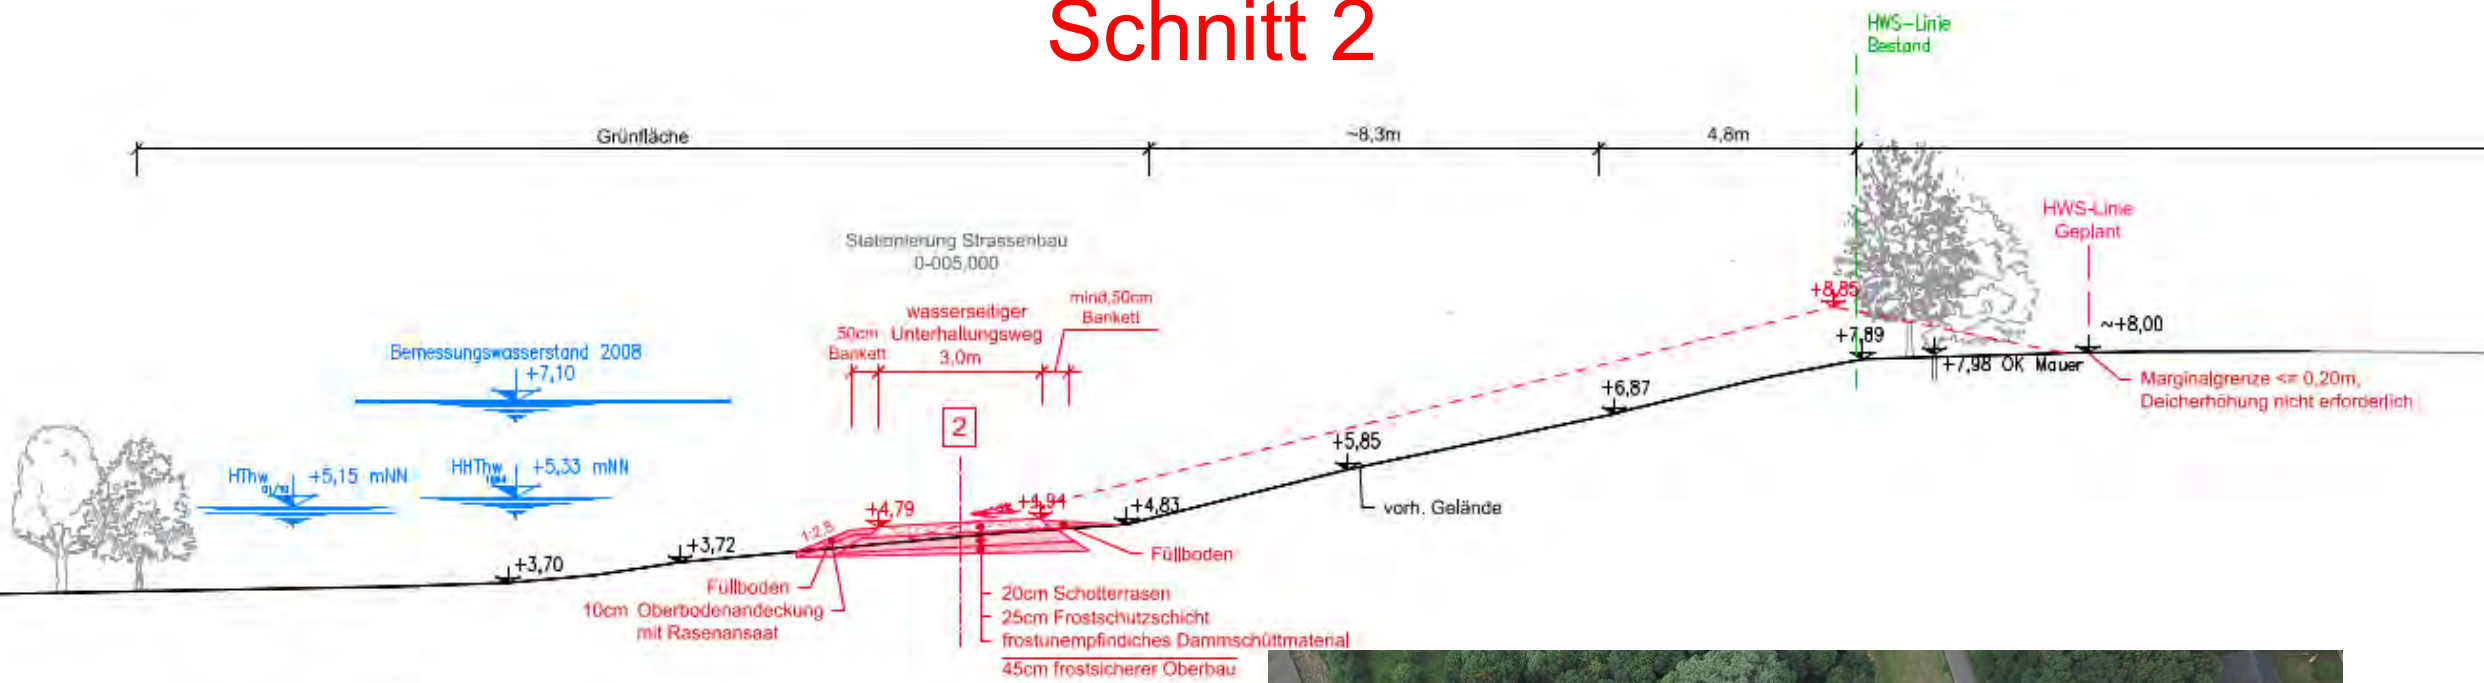 Schnitt 2
HWS-Linie
Bestand
Grünfläche
~8,3m
4,8m
HWS-Linie
Geplant
Stationierung Strassenbau
0-005,000
mind.50cm
Bankett
wasserseitiger
Unterhaltungsweg
3,0m
50cm
Bankett
+8,85
~+8,00
+7,89
+7,98 OK Mauer
Bemessungswasserstand 2008
+7,10
Marginalgrenze <= 0,20m,
Deicherhöhung nicht erforderlich
+6,87
2
+5,85
HThw
+5,15 mNN
HHThw
+5,33 mNN
+4,79
+4,94
+4,83
vorh. Gelände
1:2,8
+3,72
+3,70
Füllboden
Füllboden
10cm Oberbodenandeckung
mit Rasenansaat
20cm Schotterrasen
25cm Frostschutzschicht
frostunempfindiches Dammschüttmaterial
45cm frostsicherer Oberbau